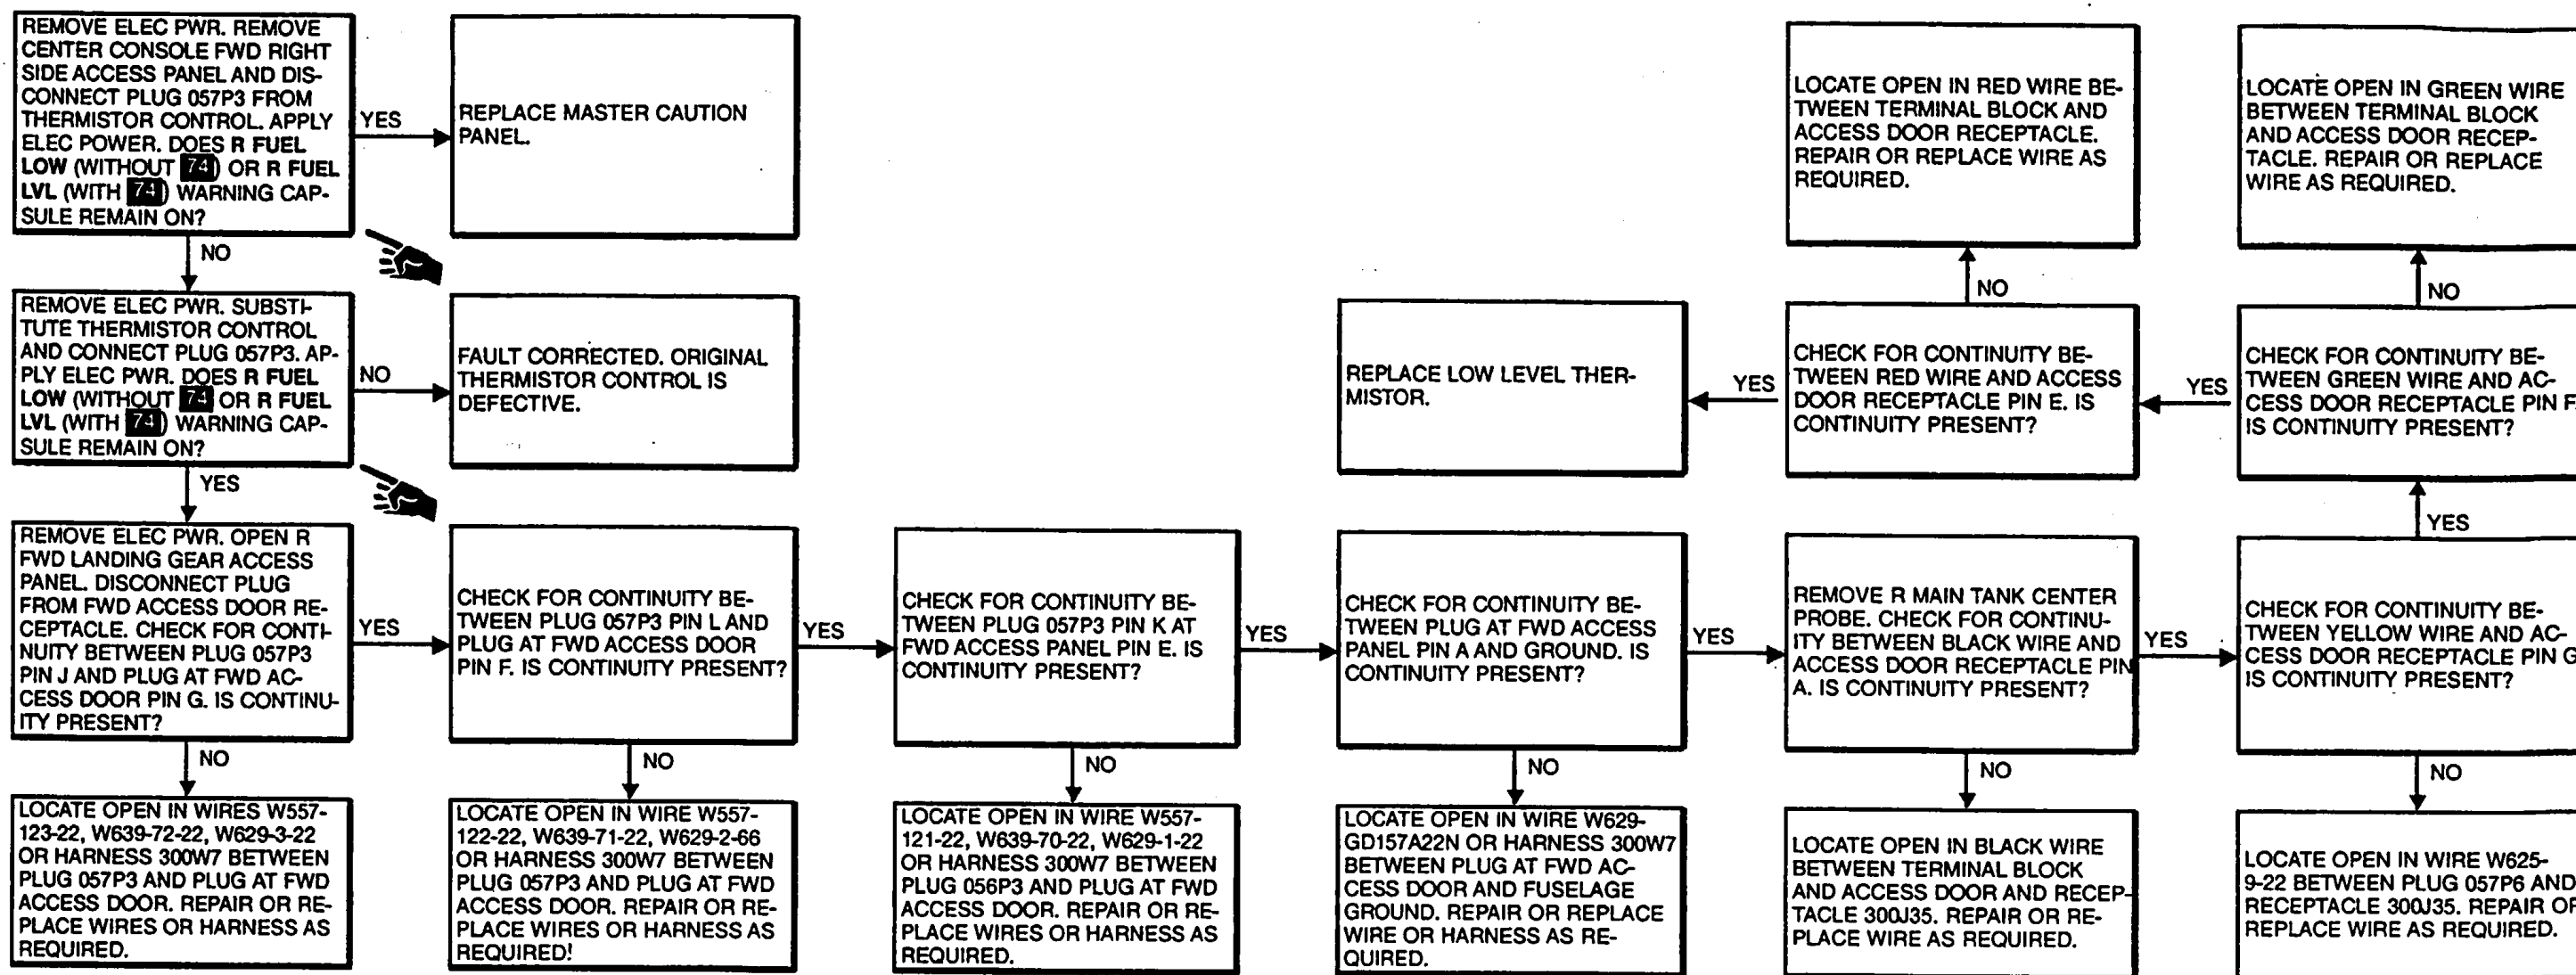 REMOVE ELEC PWR. REMOVE
CENTER CONSOLE FWD RIGHT
SIDE ACCESS PANEL AND DIS-
CONNECT PLUG 057P3 FROM
THERMISTOR CONTROL. APPLY
ELEC POWER. DOES R FUEL
LOW (WITHOUT 74) OR R FUEL
LVL (WITH 74) WARNING CAP-
SULE REMAIN ON?
YES
REPLACE MASTER CAUTION
PANEL.
LOCATE OPEN IN RED WIRE BE-
TWEEN TERMINAL BLOCK AND
ACCESS DOOR RECEPTACLE.
REPAIR OR REPLACE WIRE AS
REQUIRED.
LOCATE OPEN IN GREEN WIRE
BETWEEN TERMINAL BLOCK
AND ACCESS DOOR RECEP-
TACLE. REPAIR OR REPLACE
WIRE AS REQUIRED.
NO
NO
NO
REMOVE ELEC PWR. SUBSTI-
TUTE THERMISTOR CONTROL
AND CONNECT PLUG 057P3. AP-
PLY ELEC PWR. DOES R FUEL
LOW (WITHOUT 74 OR R FUEL
LVL (WITH 74) WARNING CAP-
SULE REMAIN ON?
NO
FAULT CORRECTED. ORIGINAL
THERMISTOR CONTROL IS
DEFECTIVE.
REPLACE LOW LEVEL THER-
MISTOR.
YES
CHECK FOR CONTINUITY BE-
TWEEN RED WIRE AND ACCESS
DOOR RECEPTACLE PIN E. IS
CONTINUITY PRESENT?
YES
CHECK FOR CONTINUITY BE-
TWEEN GREEN WIRE AND AC-
CESS DOOR RECEPTACLE PIN F.
IS CONTINUITY PRESENT?
YES
YES
REMOVE ELEC PWR. OPEN R
FWD LANDING GEAR ACCESS
PANEL. DISCONNECT PLUG
FROM FWD ACCESS DOOR RE-
CEPTACLE. CHECK FOR CONTI-
NUITY BETWEEN PLUG 057P3
PIN J AND PLUG AT FWD AC-
CESS DOOR PIN G. IS CONTINU-
ITY PRESENT?
YES
CHECK FOR CONTINUITY BE-
TWEEN PLUG 057P3 PIN L AND
PLUG AT FWD ACCESS DOOR
PIN F. IS CONTINUITY PRESENT?
YES
CHECK FOR CONTINUITY BE-
TWEEN PLUG 057P3 PIN K AT
FWD ACCESS PANEL PIN E. IS
CONTINUITY PRESENT?
YES
CHECK FOR CONTINUITY BE-
TWEEN PLUG AT FWD ACCESS
PANEL PIN A AND GROUND. IS
CONTINUITY PRESENT?
YES
REMOVE R MAIN TANK CENTER
PROBE. CHECK FOR CONTINU-
ITY BETWEEN BLACK WIRE AND
ACCESS DOOR RECEPTACLE PIN
A. IS CONTINUITY PRESENT?
YES
CHECK FOR CONTINUITY BE-
TWEEN YELLOW WIRE AND AC-
CESS DOOR RECEPTACLE PIN G
IS CONTINUITY PRESENT?
NO
NO
NO
NO
NO
NO
LOCATE OPEN IN WIRES W557-
123-22, W639-72-22, W629-3-22
OR HARNESS 300W7 BETWEEN
PLUG 057P3 AND PLUG AT FWD
ACCESS DOOR. REPAIR OR RE-
PLACE WIRES OR HARNESS AS
REQUIRED.
LOCATE OPEN IN WIRE W557-
122-22, W639-71-22, W629-2-66
OR HARNESS 300W7 BETWEEN
PLUG 057P3 AND PLUG AT FWD
ACCESS DOOR. REPAIR OR RE-
PLACE WIRES OR HARNESS AS
REQUIRED!
LOCATE OPEN IN WIRE W557-
121-22, W639-70-22, W629-1-22
OR HARNESS 300W7 BETWEEN
PLUG 056P3 AND PLUG AT FWD
ACCESS DOOR. REPAIR OR RE-
PLACE WIRES OR HARNESS AS
REQUIRED.
LOCATE OPEN IN WIRE W629-
GD157A22N OR HARNESS 300W7
BETWEEN PLUG AT FWD AC-
CESS DOOR AND FUSELAGE
GROUND. REPAIR OR REPLACE
WIRE OR HARNESS AS RE-
QUIRED.
LOCATE OPEN IN BLACK WIRE
BETWEEN TERMINAL BLOCK
AND ACCESS DOOR AND RECEP-
TACLE 300J35. REPAIR OR RE-
PLACE WIRE AS REQUIRED.
LOCATE OPEN IN WIRE W625-
9-22 BETWEEN PLUG 057P6 AND
RECEPTACLE 300J35. REPAIR OR
REPLACE WIRE AS REQUIRED.